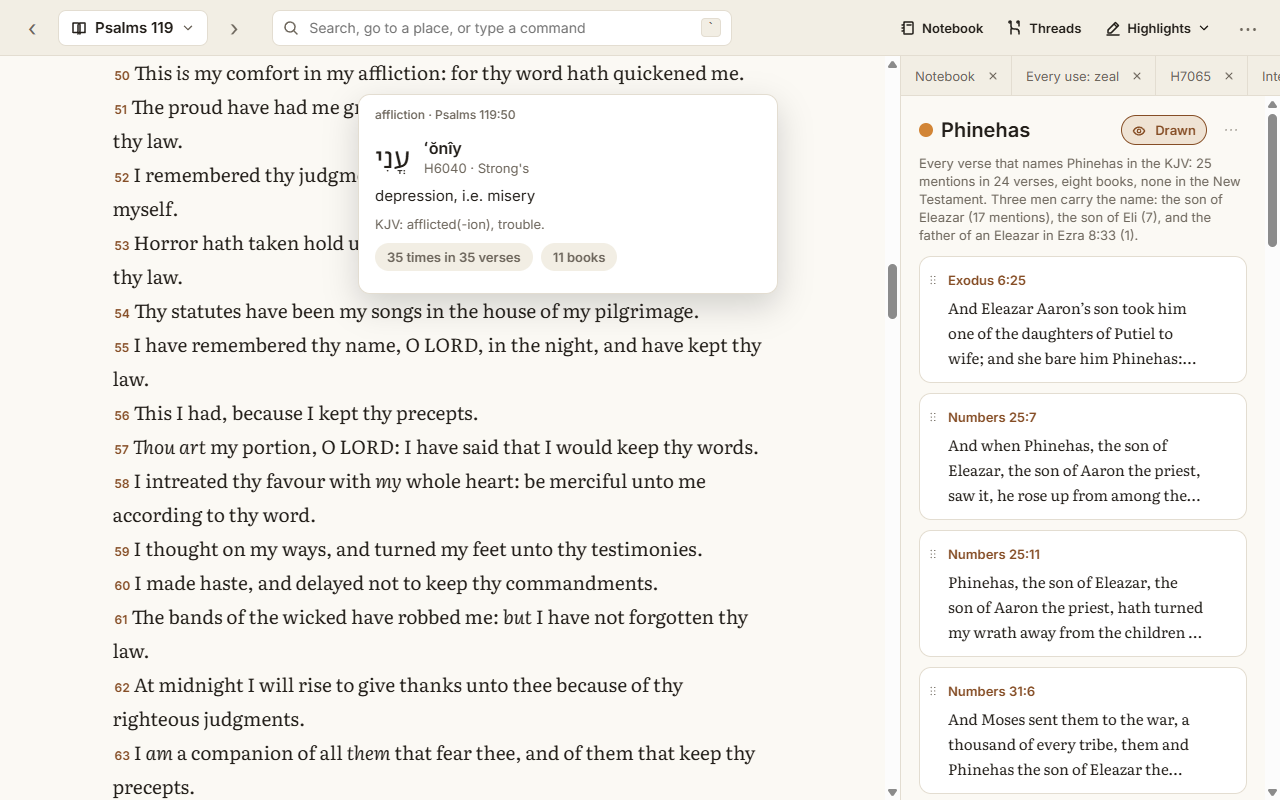 Psalms 119
Search, go to a place, or type a command
`
Notebook
Threads
Highlights
50 This is my comfort in my affliction: for thy word hath quickened me.
51 The proud have had me
thy law.
52 I remembered thy judgm
myself.
53 Horror hath taken hold
thy law.
54 Thy statutes have been my songs in the house of my pilgrimage.
55 I have remembered thy name, O LORD, in the night, and have kept thy
law.
56 This I had, because I kept thy precepts.
57 Thou art my portion, O LORD: I have said that I would keep thy words.
58 I intreated thy favour with my whole heart: be merciful unto me
according to thy word.
59 I thought on my ways, and turned my feet unto thy testimonies.
60 I made haste, and delayed not to keep thy commandments.
61 The bands of the wicked have robbed me: but I have not forgotten thy
law.
62 At midnight I will rise to give thanks unto thee because of thy
righteous judgments.
63 I am a companion of all them that fear thee, and of them that keep thy
precepts.
affliction · Psalms 119:50
עֳנִי
ʻŏnîy
H6040 · Strong's
depression, i.e. misery
KJV: afflicted(-ion), trouble.
35 times in 35 verses
11 books
Notebook ×
Every use: zeal ×
H7065 ×
Inte
Phinehas
Drawn
Every verse that names Phinehas in the KJV: 25
mentions in 24 verses, eight books, none in the New
Testament. Three men carry the name: the son of
Eleazar (17 mentions), the son of Eli (7), and the
father of an Eleazar in Ezra 8:33 (1).
Exodus 6:25
And Eleazar Aaron’s son took him
one of the daughters of Putiel to
wife; and she bare him Phinehas:…
Numbers 25:7
And when Phinehas, the son of
Eleazar, the son of Aaron the priest,
saw it, he rose up from among the…
Numbers 25:11
Phinehas, the son of Eleazar, the
son of Aaron the priest, hath turned
my wrath away from the children …
Numbers 31:6
And Moses sent them to the war, a
thousand of every tribe, them and
Phinehas the son of Eleazar the…